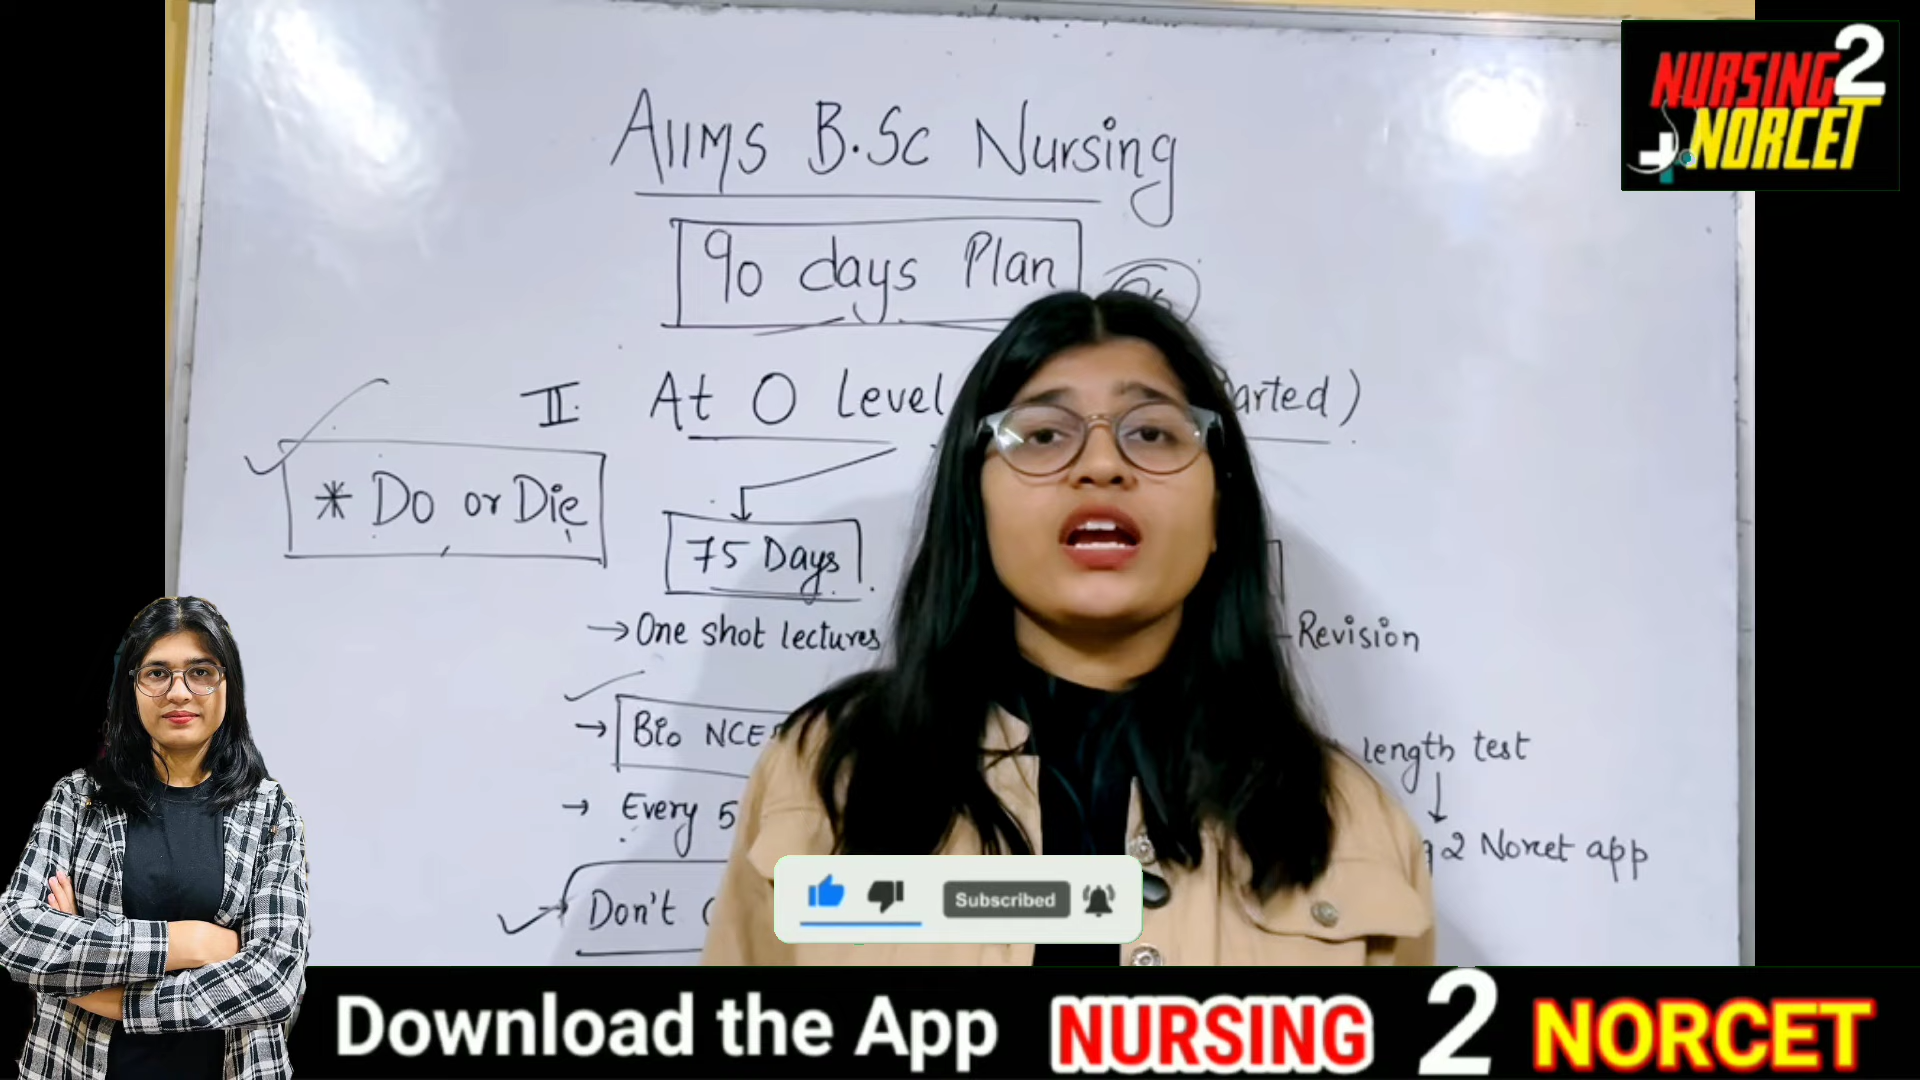 NURSING 2
NORCET
AIIMS B.Sc Nursing
90 days Plan
II At 0 Level arted)
* Do or Die
75 Days
→ One shot lectures
Revision
→ Bio NCE
length test
→ Every 5
2 Norcet app
→ Don't
Subscribed
Download the App NURSING 2 NORCET